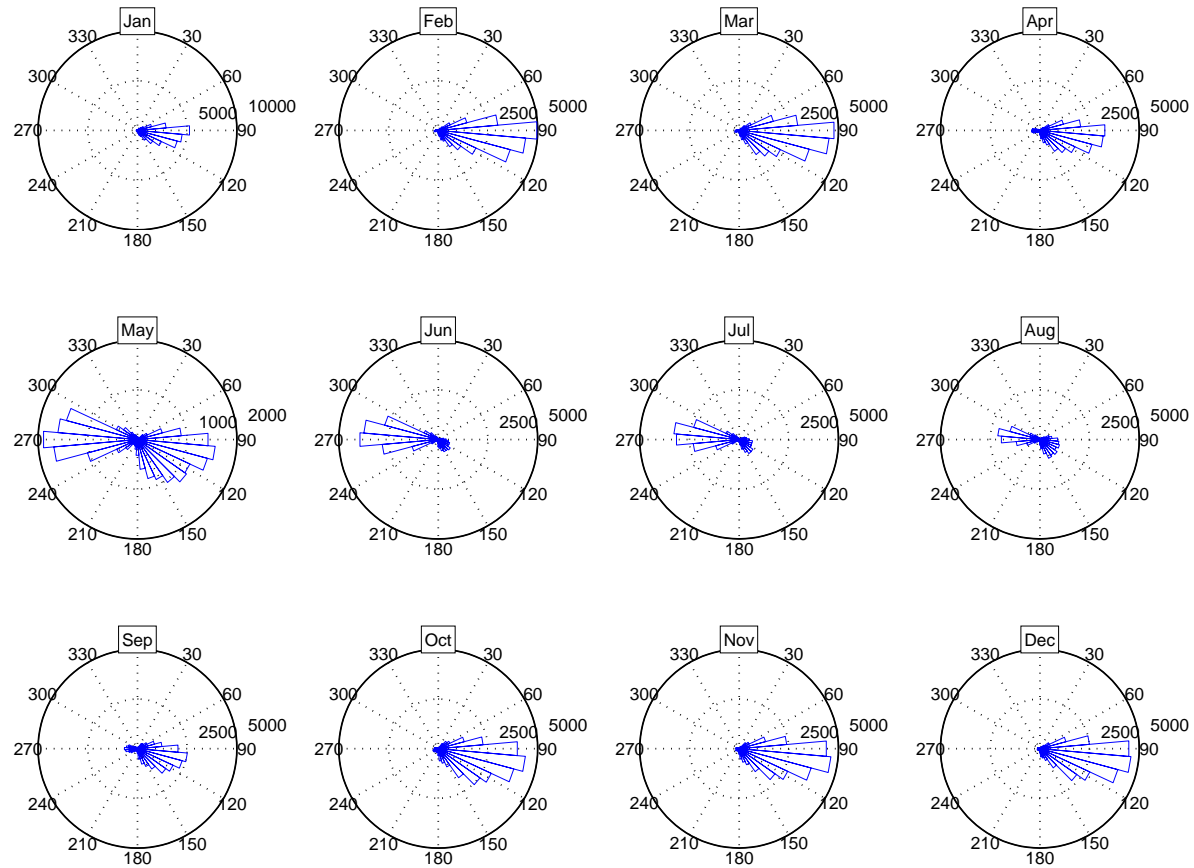 Jan Feb Mar Apr
330 30 330 30 330 30 330 30
300 60 300 60 300 60 300 60
5000 10000 2500 5000 2500 5000 2500 5000
270 90 270 90 270 90 270 90
240 120 240 120 240 120 240 120
210 150 210 150 210 150 210 150
180 180 180 180
May Jun Jul Aug
330 30 330 30 330 30 330 30
300 60 300 60 300 60 300 60
1000 2000 2500 5000 2500 5000 2500 5000
270 90 270 90 270 90 270 90
240 120 240 120 240 120 240 120
210 150 210 150 210 150 210 150
180 180 180 180
Sep Oct Nov Dec
330 30 330 30 330 30 330 30
300 60 300 60 300 60 300 60
2500 5000 2500 5000 2500 5000 2500 5000
270 90 270 90 270 90 270 90
240 120 240 120 240 120 240 120
210 150 210 150 210 150 210 150
180 180 180 180